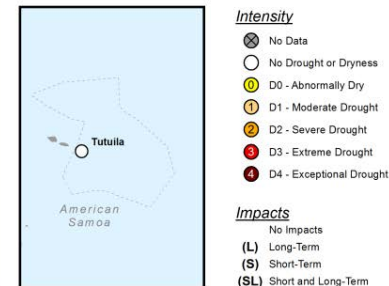 Tutuila
American
Samoa
Intensity
No Data
No Drought or Dryness
0 D0 - Abnormally Dry
1 D1 - Moderate Drought
2 D2 - Severe Drought
3 D3 - Extreme Drought
4 D4 - Exceptional Drought
Impacts
No Impacts
(L) Long-Term
(S) Short-Term
(SL) Short and Long-Term